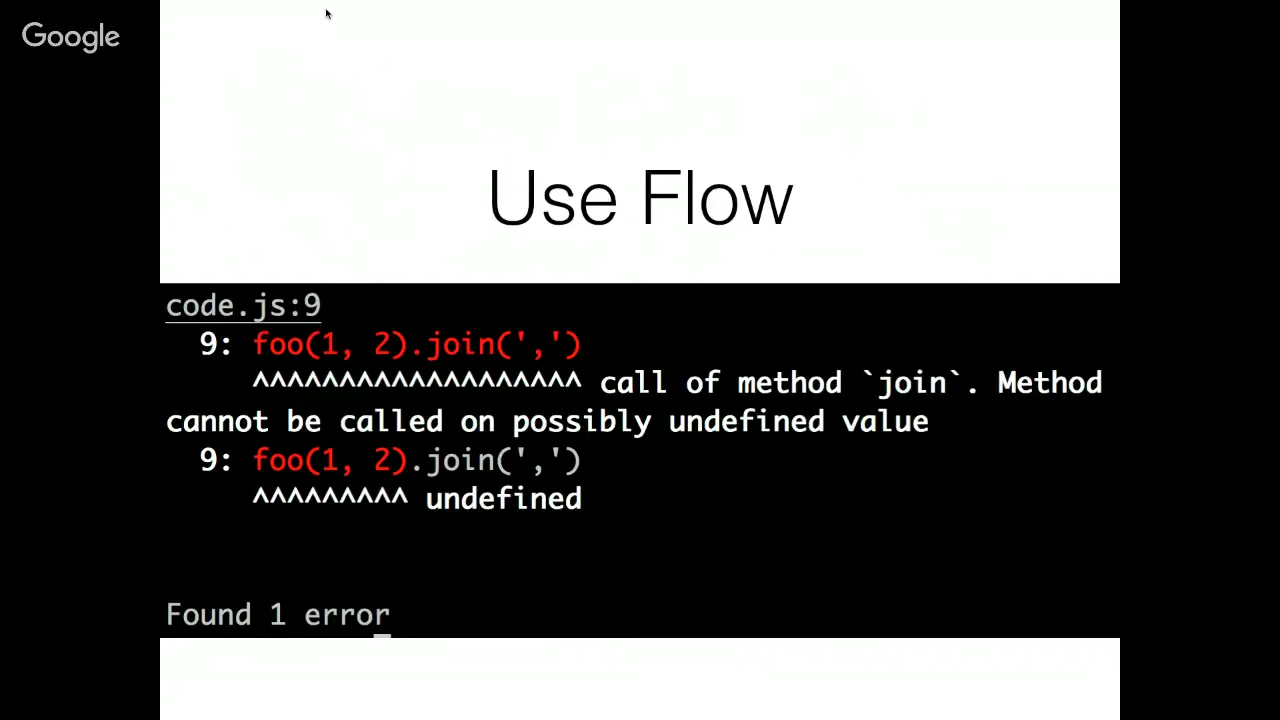 Google
Use Flow
code.js:9
9: foo(1, 2).join(',')
^^^^^^^^^^^^^^^^^^^ call of method `join`. Method
cannot be called on possibly undefined value
9: foo(1, 2).join(',')
^^^^^^^^^ undefined
Found 1 error